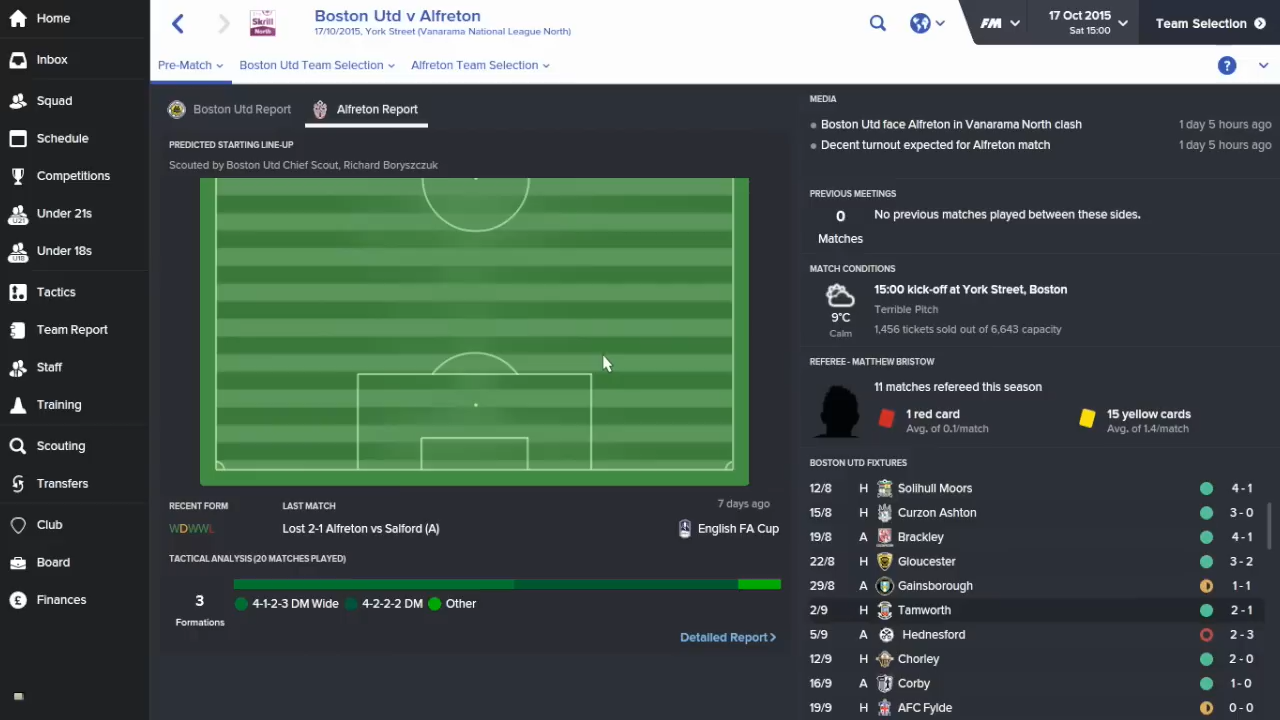 Home
Inbox
Squad
Schedule
Competitions
Under 21s
Under 18s
Tactics
Team Report
Staff
Training
Scouting
Transfers
Club
Board
Finances
Skrill North
Boston Utd v Alfreton
17/10/2015, York Street (Vanarama National League North)
FM
17 Oct 2015
Sat 15:00
Team Selection
Pre-Match
Boston Utd Team Selection
Alfreton Team Selection
?
Boston Utd Report
Alfreton Report
PREDICTED STARTING LINE-UP
Scouted by Boston Utd Chief Scout, Richard Boryszczuk
RECENT FORM
WDWWL
LAST MATCH
7 days ago
Lost 2-1 Alfreton vs Salford (A)
English FA Cup
TACTICAL ANALYSIS (20 MATCHES PLAYED)
3
Formations
4-1-2-3 DM Wide
4-2-2-2 DM
Other
Detailed Report
MEDIA
Boston Utd face Alfreton in Vanarama North clash 1 day 5 hours ago
Decent turnout expected for Alfreton match 1 day 5 hours ago
PREVIOUS MEETINGS
0
Matches
No previous matches played between these sides.
MATCH CONDITIONS
9°C
Calm
15:00 kick-off at York Street, Boston
Terrible Pitch
1,456 tickets sold out of 6,643 capacity
REFEREE - MATTHEW BRISTOW
11 matches refereed this season
1 red card
Avg. of 0.1/match
15 yellow cards
Avg. of 1.4/match
BOSTON UTD FIXTURES
12/8 H Solihull Moors 4 - 1
15/8 H Curzon Ashton 3 - 0
19/8 A Brackley 4 - 1
22/8 H Gloucester 3 - 2
29/8 A Gainsborough 1 - 1
2/9 H Tamworth 2 - 1
5/9 A Hednesford 2 - 3
12/9 H Chorley 2 - 0
16/9 A Corby 1 - 0
19/9 H AFC Fylde 0 - 0